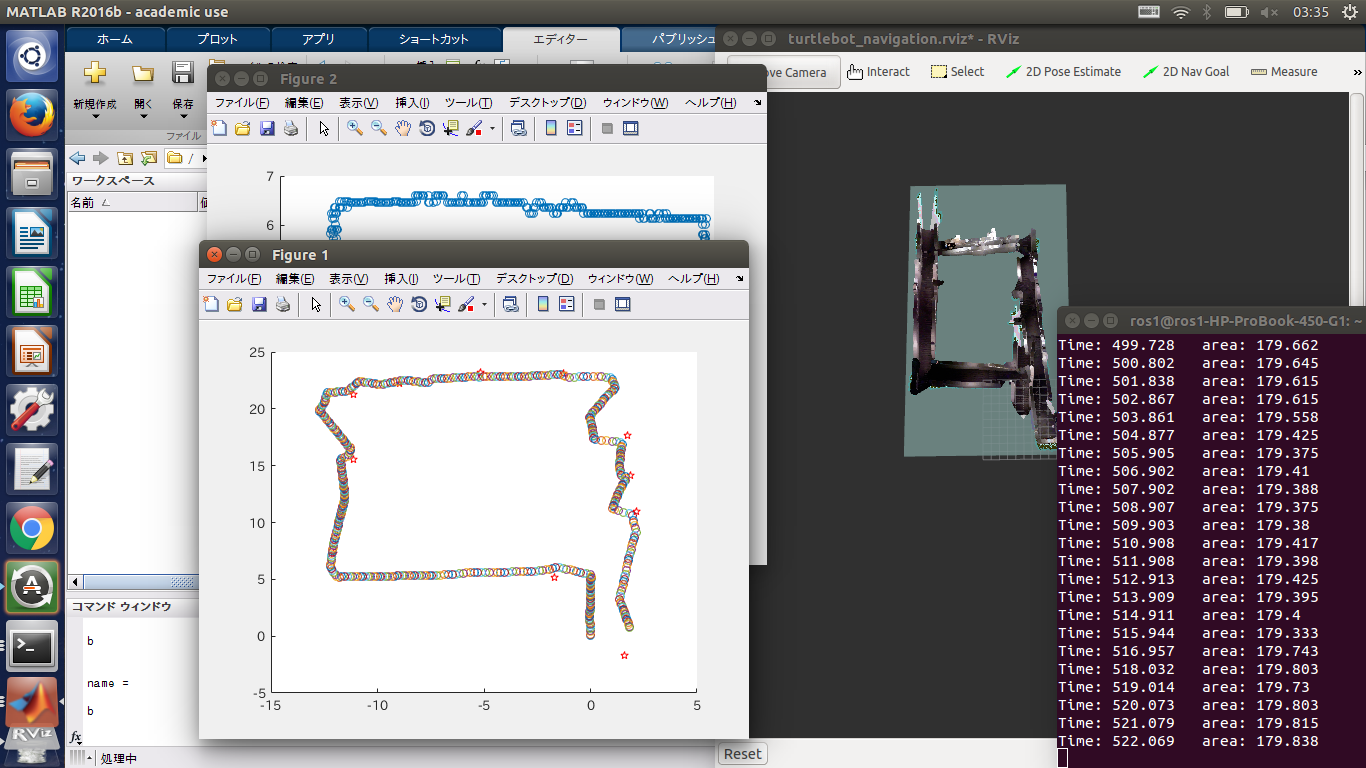 MATLAB R2016b - academic use
03:35
ホーム
プロット
アプリ
ショートカット
エディター
パブリッシュ
新規作成
開く
保存
挿入
ファイル
/
ワークスペース
名前
コマンド ウィンドウ
b
name =
b
fx
処理中
RViz
turtlebot_navigation.rviz* - RViz
ove Camera
Interact
Select
2D Pose Estimate
2D Nav Goal
Measure
»
Reset
Figure 2
ファイル(F) 編集(E) 表示(V) 挿入(I) ツール(T) デスクトップ(D) ウィンドウ(W) ヘルプ(H)
7
6
Figure 1
ファイル(F) 編集(E) 表示(V) 挿入(I) ツール(T) デスクトップ(D) ウィンドウ(W) ヘルプ(H)
25
20
15
10
5
0
-5
-15 -10 -5 0 5
ros1@ros1-HP-ProBook-450-G1: ~
Time: 499.728 area: 179.662
Time: 500.802 area: 179.645
Time: 501.838 area: 179.615
Time: 502.867 area: 179.615
Time: 503.861 area: 179.558
Time: 504.877 area: 179.425
Time: 505.905 area: 179.375
Time: 506.902 area: 179.41
Time: 507.902 area: 179.388
Time: 508.907 area: 179.375
Time: 509.903 area: 179.38
Time: 510.908 area: 179.417
Time: 511.908 area: 179.398
Time: 512.913 area: 179.425
Time: 513.909 area: 179.395
Time: 514.911 area: 179.4
Time: 515.944 area: 179.333
Time: 516.957 area: 179.743
Time: 518.032 area: 179.803
Time: 519.014 area: 179.73
Time: 520.073 area: 179.803
Time: 521.079 area: 179.815
Time: 522.069 area: 179.838